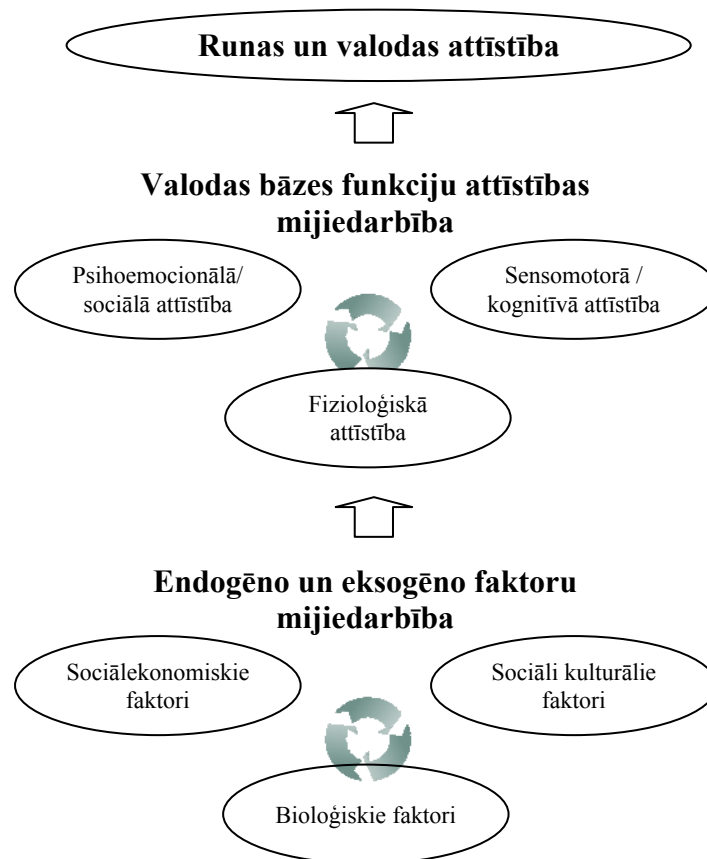 Runas un valodas attīstība
Valodas bāzes funkciju attīstības
mijiedarbība
Psihoemocionālā/
sociālā attīstība
Sensomotorā /
kognitīvā attīstība
Fizioloģiskā
attīstība
Endogēno un eksogēno faktoru
mijiedarbība
Sociālekonomiskie
faktori
Sociāli kulturālie
faktori
Bioloģiskie faktori